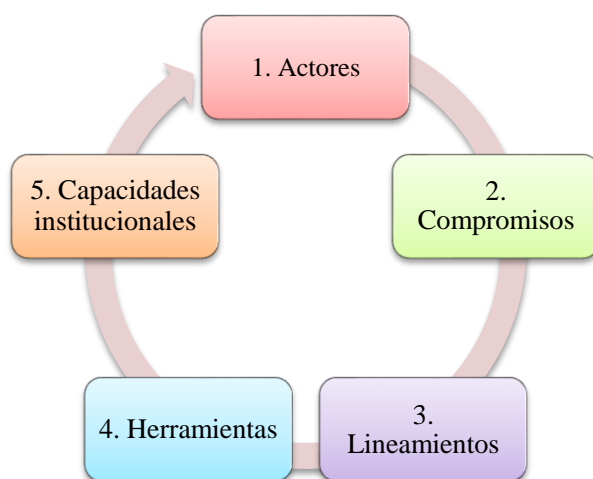 1. Actores
2.
Compromisos
3.
Lineamientos
4. Herramientas
5. Capacidades
institucionales